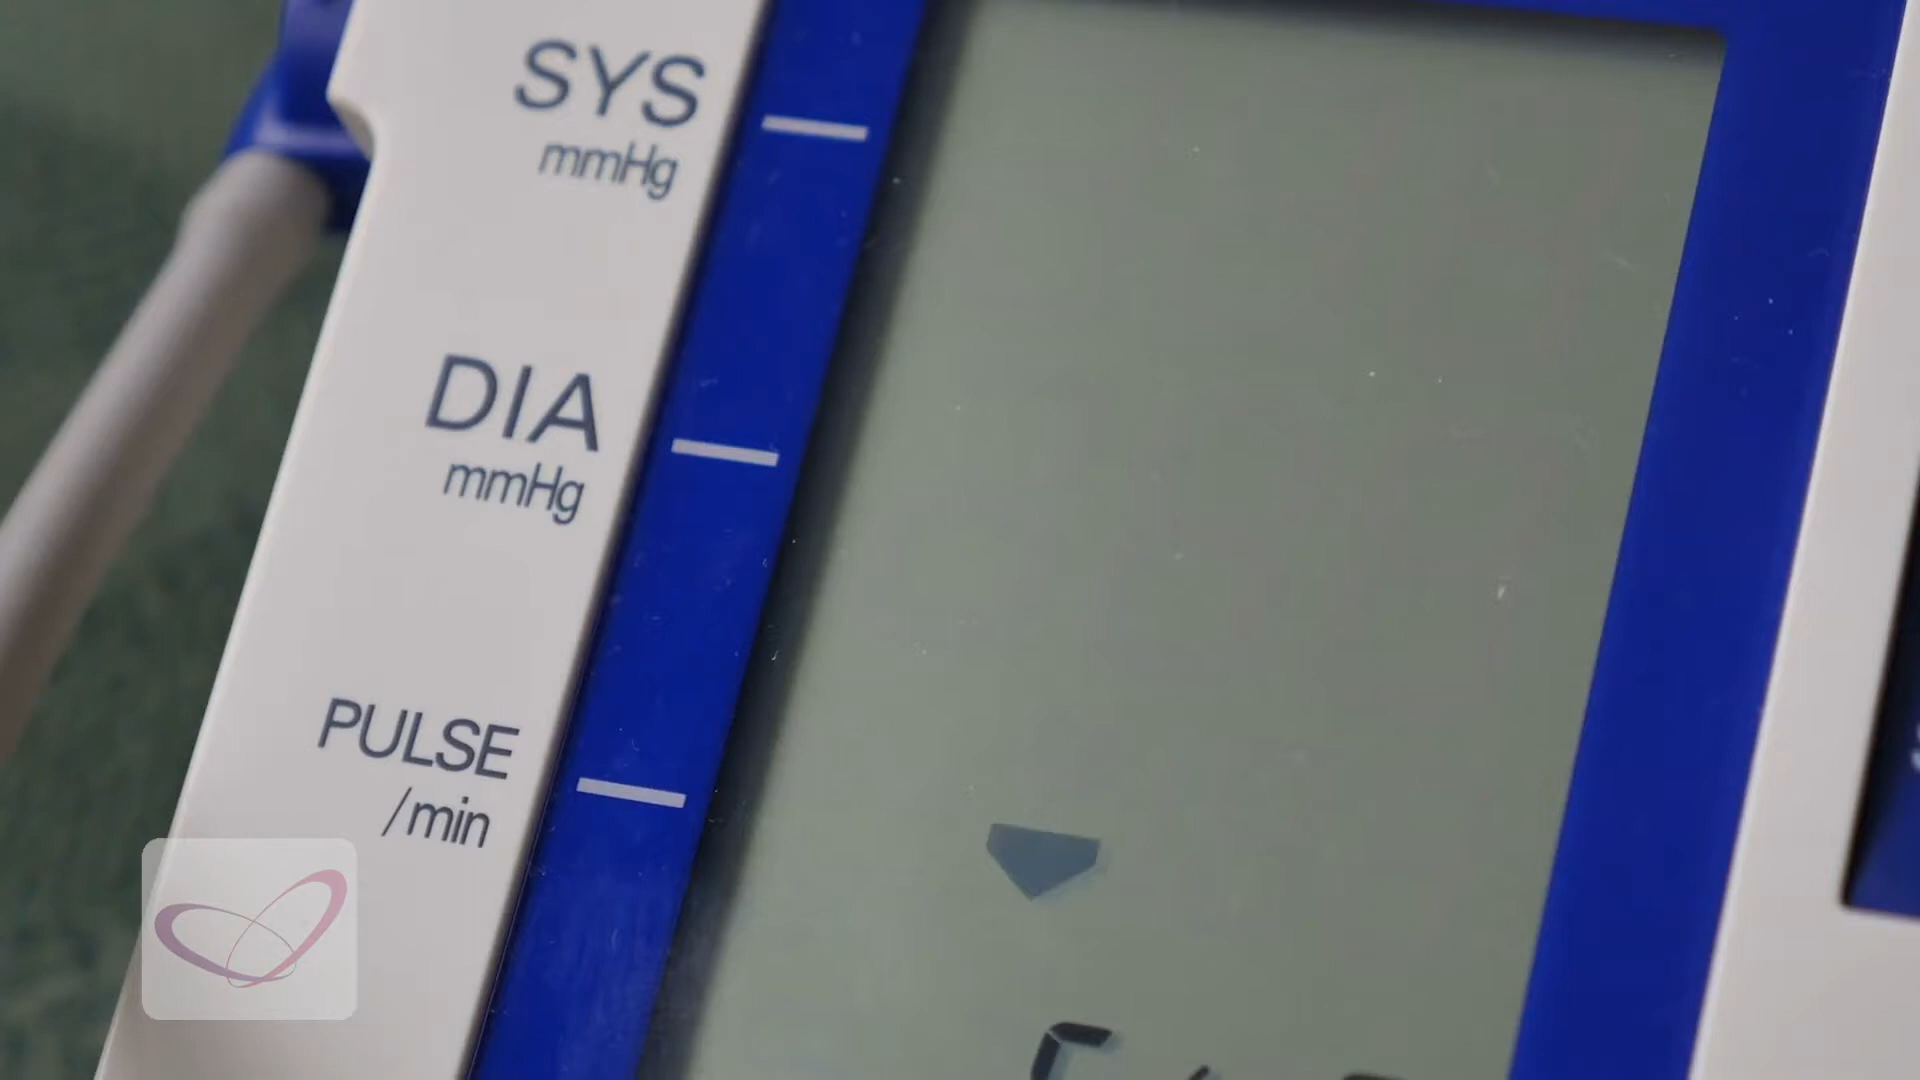 SYS
mmHg
DIA
mmHg
PULSE
/min